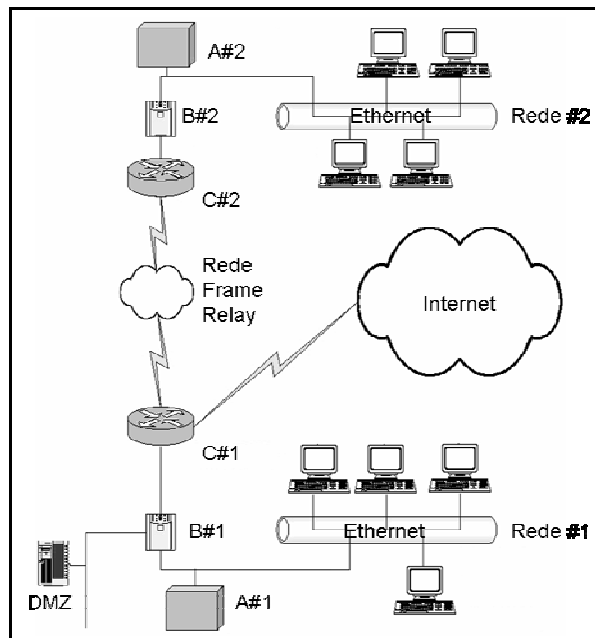 A#2
B#2
Ethernet
Rede #2
C#2
Rede
Frame
Relay
Internet
C#1
B#1
Ethernet
Rede #1
DMZ
A#1